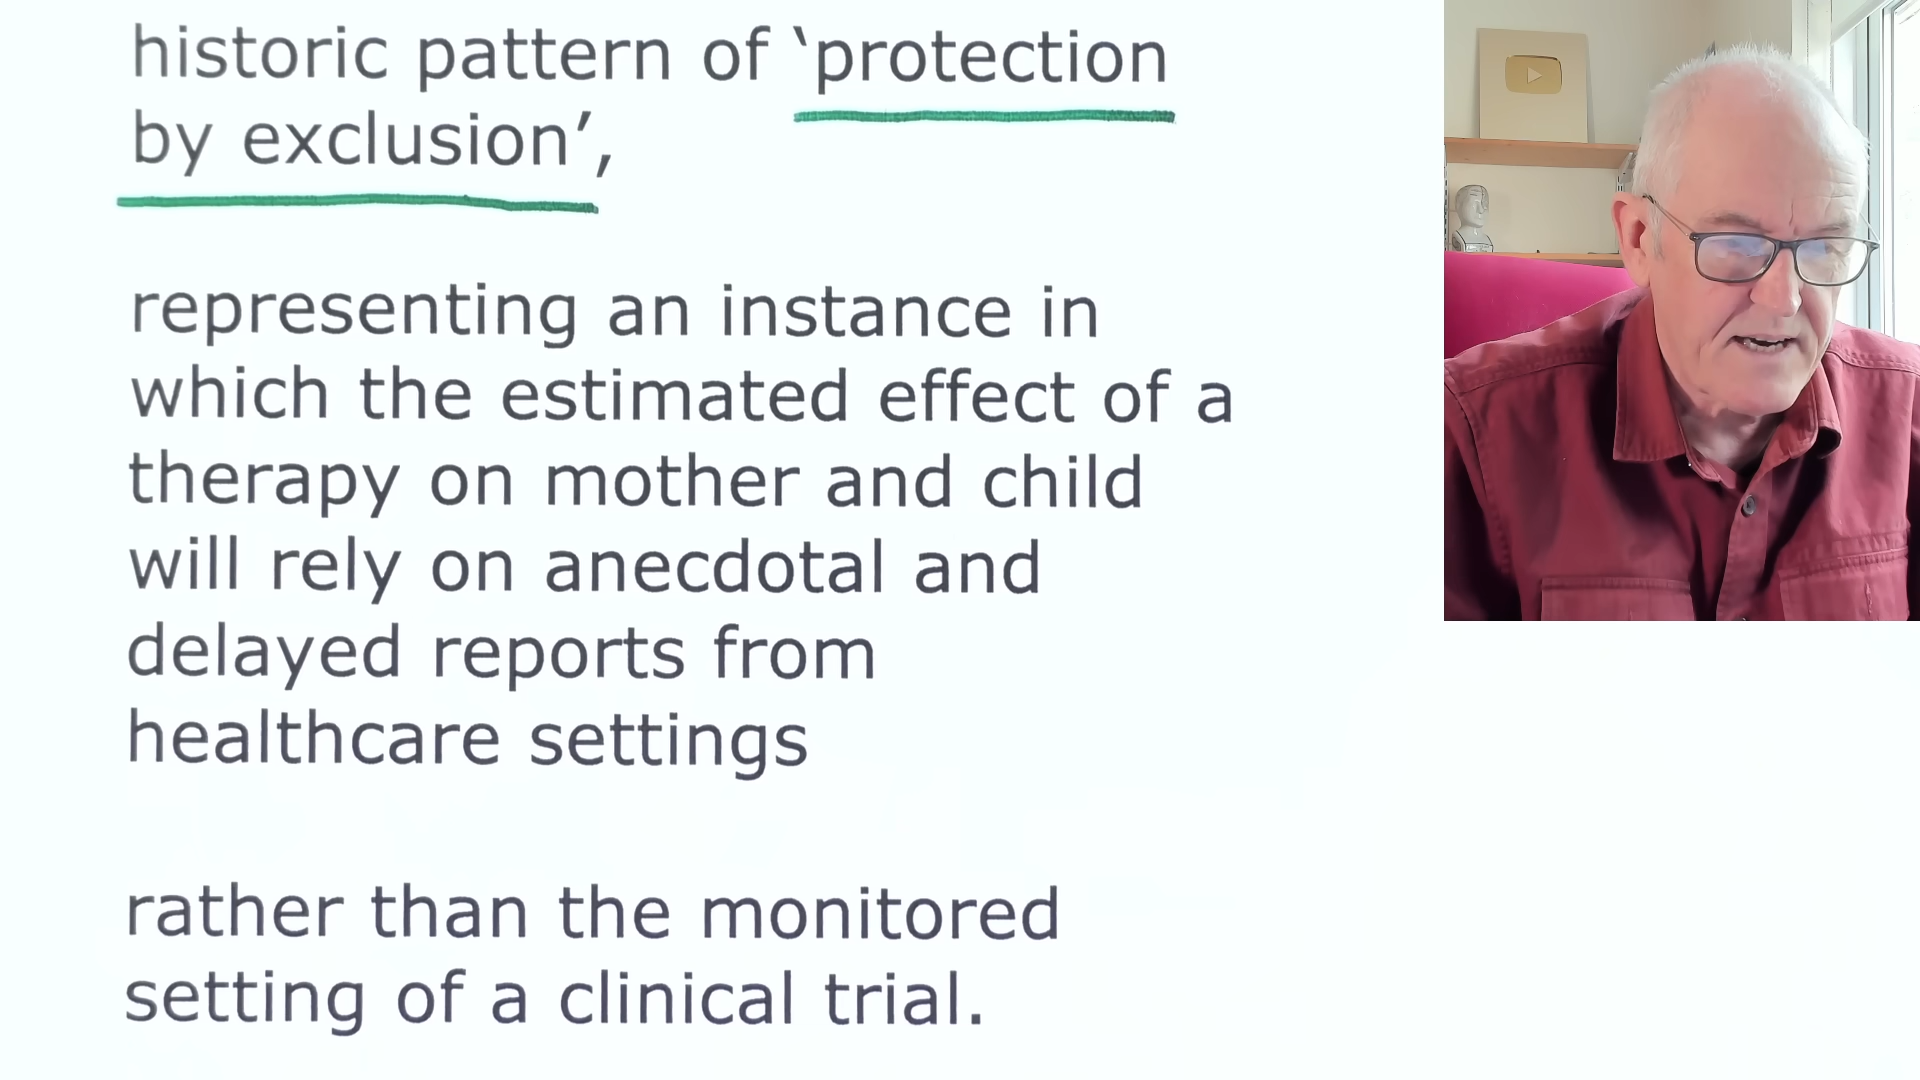 historic pattern of ‘protection
by exclusion’,
representing an instance in
which the estimated effect of a
therapy on mother and child
will rely on anecdotal and
delayed reports from
healthcare settings
rather than the monitored
setting of a clinical trial.